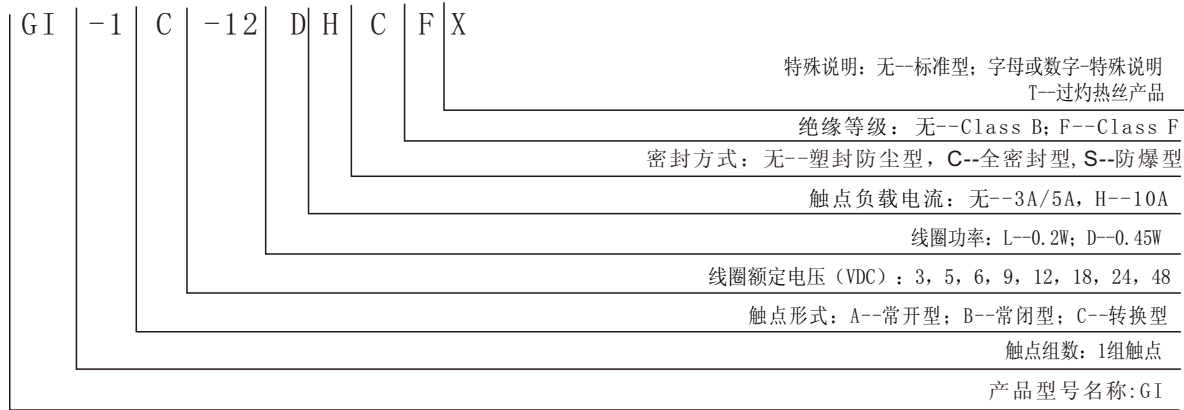 GI -1 C -12 D H C F X
特殊说明：无--标准型；字母或数字-特殊说明
T--过灼热丝产品
绝缘等级：无--Class B；F--Class F
密封方式：无--塑封防尘型，C--全密封型,S--防爆型
触点负载电流：无--3A/5A，H--10A
线圈功率：L--0.2W；D--0.45W
线圈额定电压（VDC）：3，5，6，9，12，18，24，48
触点形式：A--常开型；B--常闭型；C--转换型
触点组数：1组触点
产品型号名称:GI